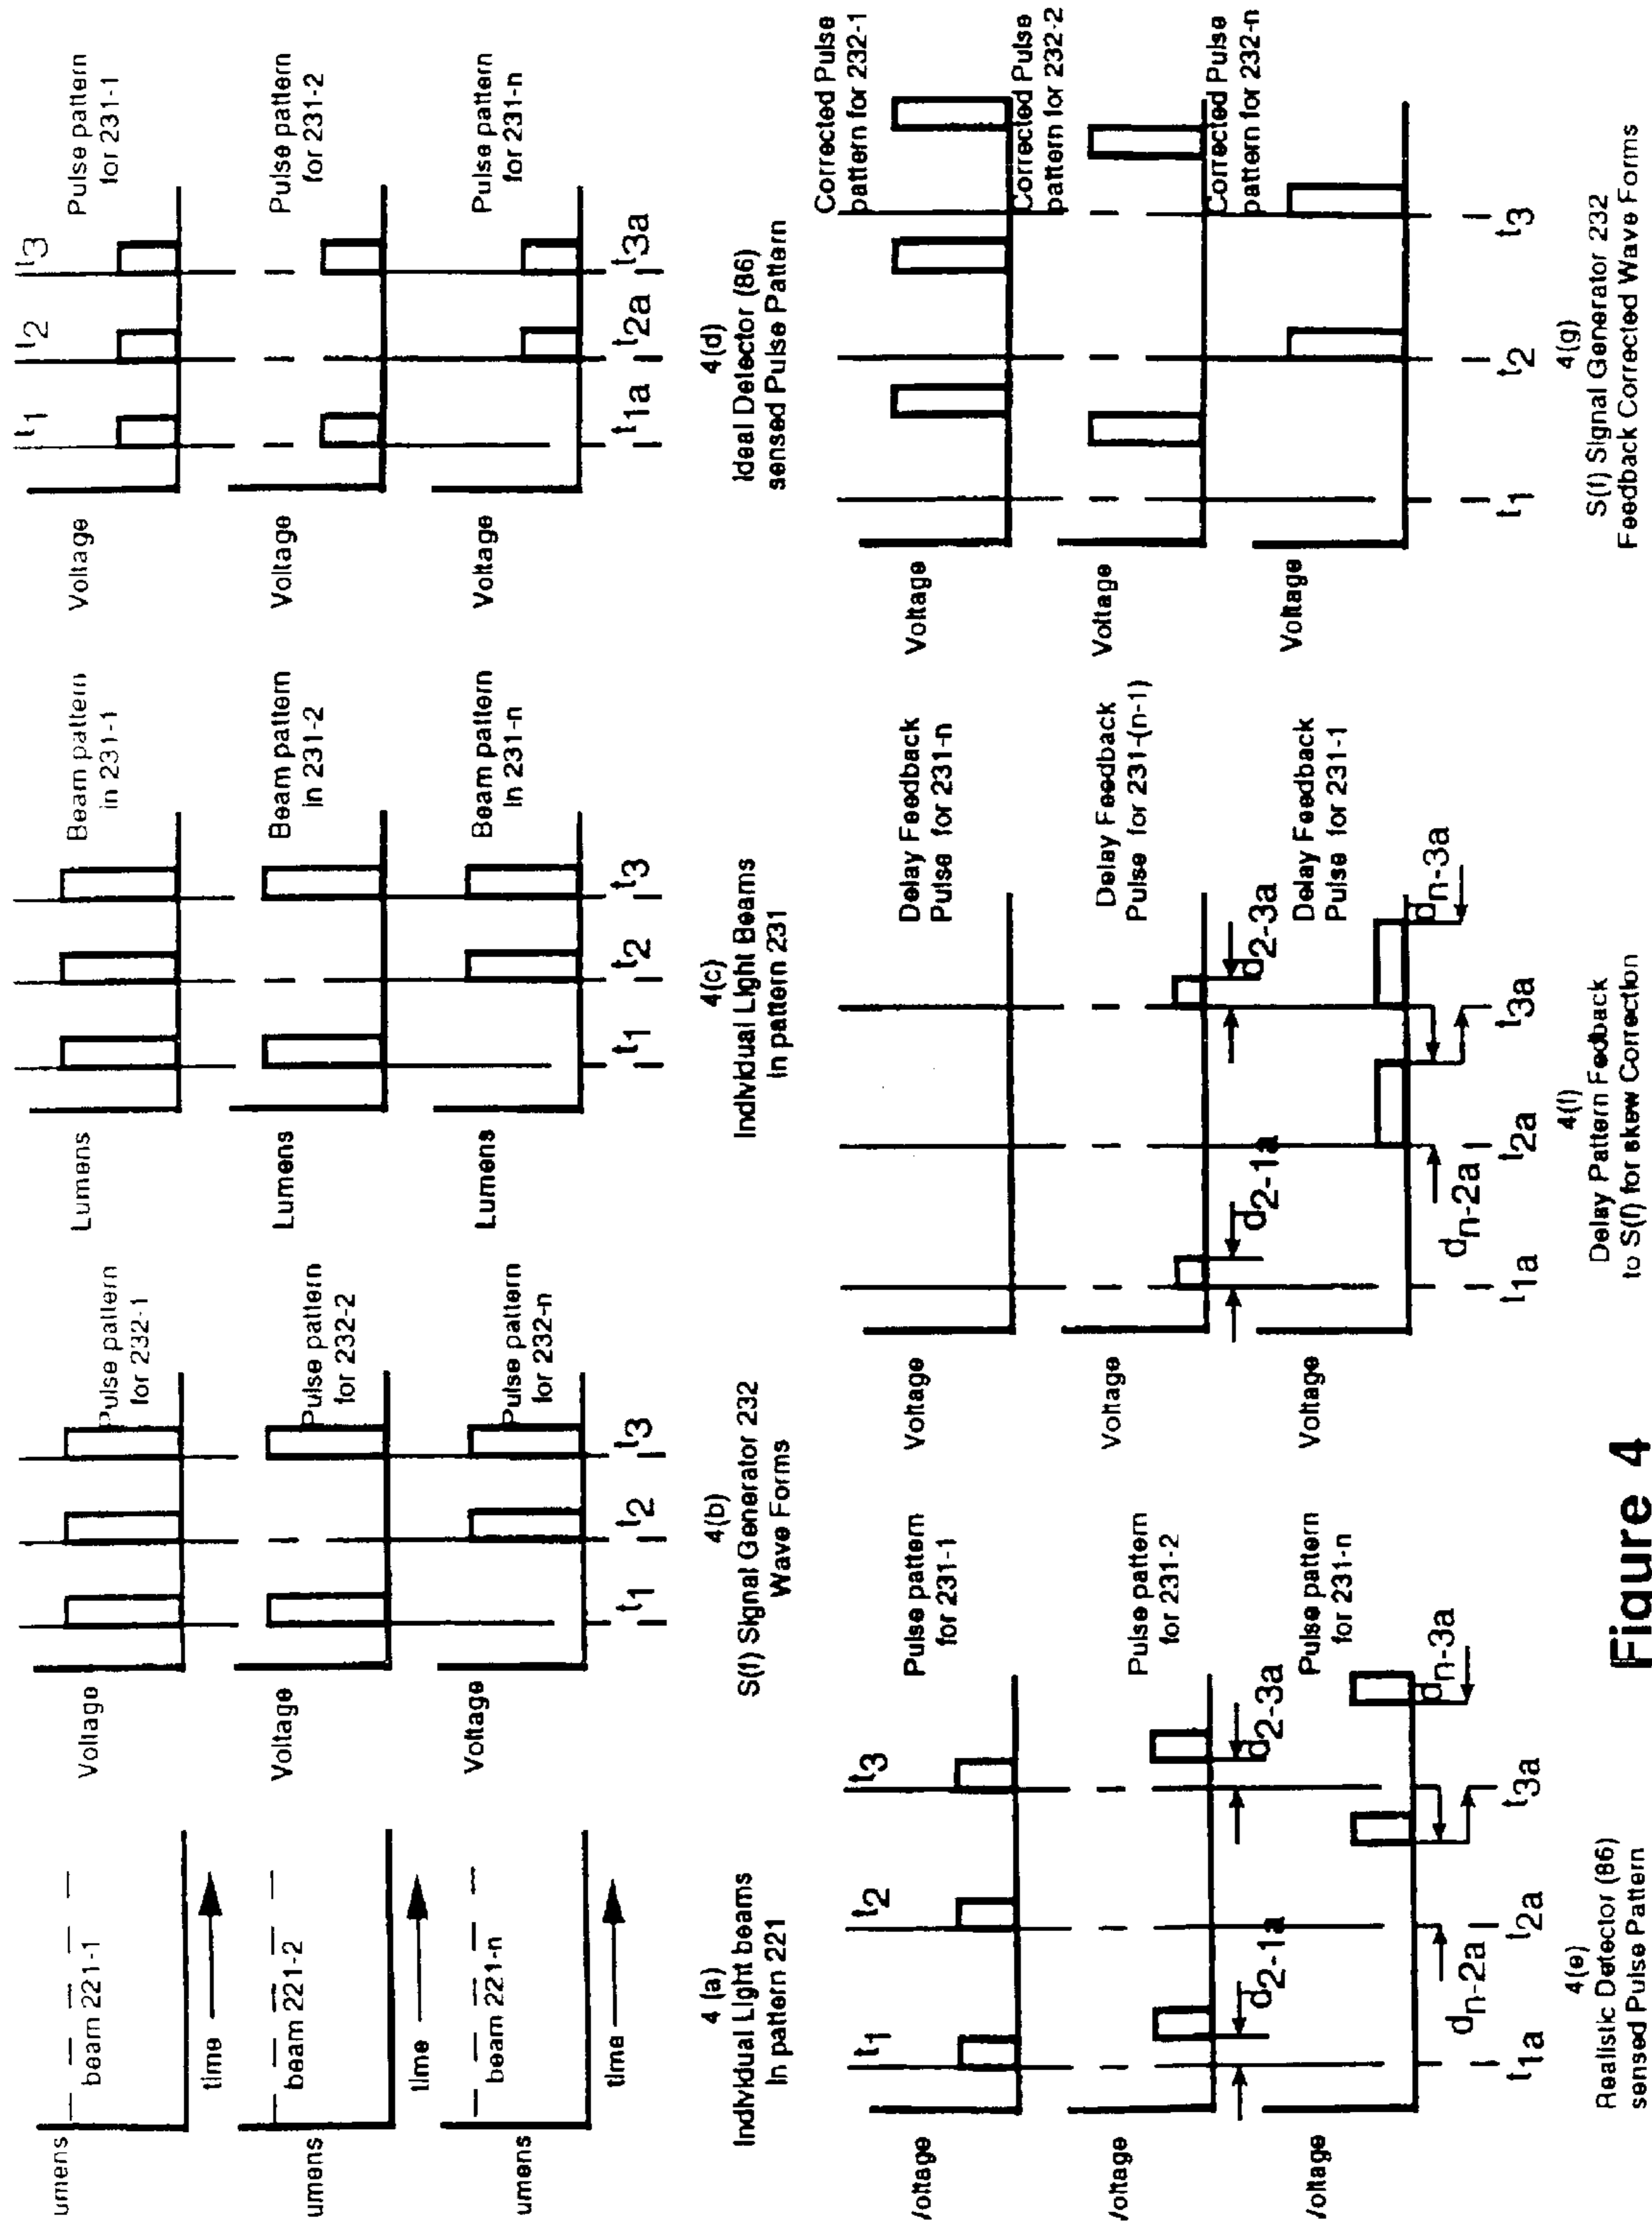 umens
beam 221-1
time
umens
beam 221-2
time
umens
beam 221-n
time
4 (a)
Individual Light beams
In pattern 221
Voltage
Pulse pattern
for 232-1
Voltage
Pulse pattern
for 232-2
Voltage
Pulse pattern
for 232-n
t1
t2
t3
4(b)
S(f) Signal Generator 232
Wave Forms
Lumens
Beam pattern
in 231-1
Lumens
Beam pattern
in 231-2
Lumens
Beam pattern
in 231-n
t1
t2
t3
4(c)
Individual Light Beams
In pattern 231
t1
t2
t3
Voltage
Pulse pattern
for 231-1
Voltage
Pulse pattern
for 231-2
Voltage
Pulse pattern
for 231-n
t1a
t2a
t3a
4(d)
Ideal Detector (86)
sensed Pulse Pattern
t1
t2
t3
Voltage
Pulse pattern
for 231-1
Voltage
Pulse pattern
for 231-2
d2-1a
d2-3a
Voltage
Pulse pattern
for 231-n
dn-2a
dn-3a
t1a
t2a
t3a
4(e)
Realistic Detector (86)
sensed Pulse Pattern
Voltage
Delay Feedback
Pulse for 231-n
Voltage
Delay Feedback
Pulse for 231-(n-1)
d2-1a
d2-3a
Voltage
Delay Feedback
Pulse for 231-1
dn-2a
dn-3a
t1a
t2a
t3a
4(f)
Delay Pattern Fedback
to S(f) for skew Correction
Voltage
Corrected Pulse
pattern for 232-1
Voltage
Corrected Pulse
pattern for 232-2
Voltage
Corrected Pulse
pattern for 232-n
t1
t2
t3
4(g)
S(f) Signal Generator 232
Feedback Corrected Wave Forms
Figure 4